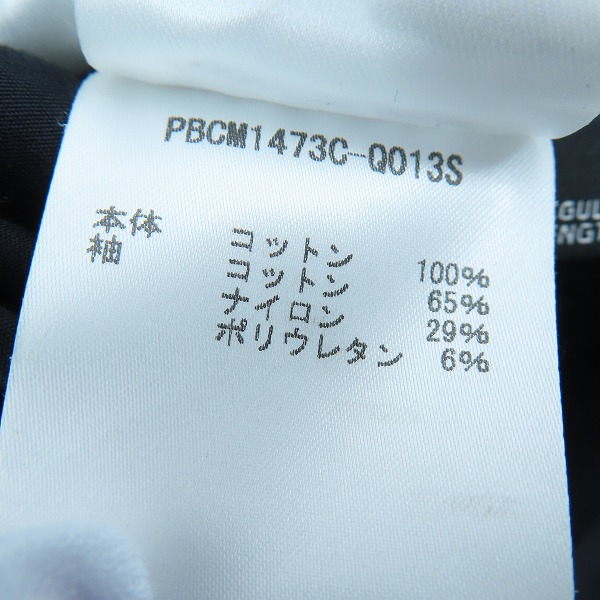 PBCM1473C-Q013S
本体 コットン 100%
袖 コットン 65%
ナイロン 29%
ポリウレタン 6%